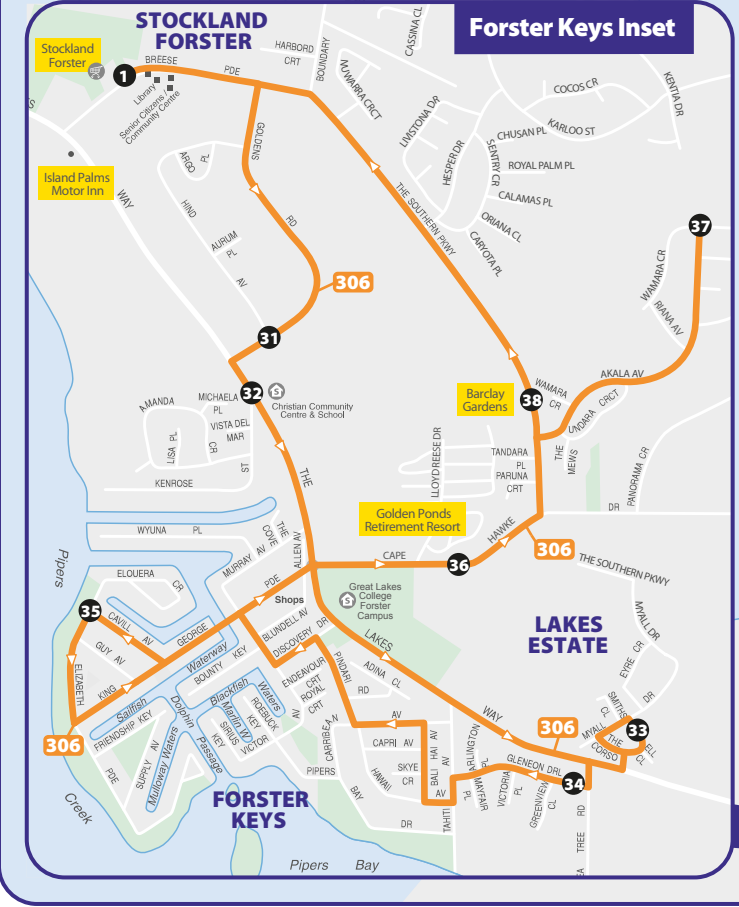 STOCKLAND
FORSTER
Forster Keys Inset
Stockland
Forster
1
BREESE
PDE
HARBORD
CRT
BOUNDARY
NUWARRA CRCT
CASSINA CL
Library
Senior Citizens /
Community Centre
Island Palms
Motor Inn
WAY
GOLDENS
RD
ARGO PL
HIND
AV
AURUM
PL
LIVISTONA DR
HESPER DR
SENTRY CR
COCOS CR
CHUSAN PL
KARLOO ST
KENTIA DR
ROYAL PALM PL
CALAMAS PL
ORIANA CL
CARYOTA PL
THE SOUTHERN PKWY
306
31
37
WAMARA CR
RIANA AV
AKALA AV
32
S
Christian Community
Centre & School
AMANDA
MICHAELA
PL
VISTA DEL
MAR
LISA PL
CR
ST
KENROSE
THE
Barclay
Gardens
38
WAMARA
CR
UNDARA CRCT
THE
MEWS
TANDARA
PL
PARUNA
CRT
LLOYD REESE DR
PANORAMA CR
DR
Golden Ponds
Retirement Resort
HAWKE
306
CAPE
36
WYUNA PL
THE
COVE
MURRAY AV
ALLEN AV
Pipers
ELOUERA
CR
35
CAVILL AV
GUY AV
ELIZABETH
KING
GEORGE
PDE
Shops
S
Great Lakes
College
Forster
Campus
THE SOUTHERN PKWY
LAKES
ESTATE
MYALL DR
EYRE CR
DR
SMITHS
CL
MYALL
THE
CORSO
33
ELL
CL
BLUNDELL AV
DISCOVERY DR
Waterway
BOUNTY KEY
Sailfish
FRIENDSHIP KEY
Dolphin
Passage
Blackfish
Waters
Marlin W
ROEBUCK
KEY
SIRIUS
KEY
VICTOR
AV
ENDEAVOUR
CRT
ROYAL
CRT
PINDARI
RD
ADINA CL
LAKES
WAY
306
306
PDE
SUPPLY AV
Mulloway Waters
CARRIBEAN
AV
CAPRI AV
SKYE
CR
HAWAII
BALI HAI AV
AV
TAHITI
ARLINGTON
PL
MAYFAIR
PL
VICTORIA
PL
GREENVIEW
CL
GLENEON DRL
34
TREE RD
Creek
FORSTER
KEYS
PIPERS
BAY
DR
Pipers Bay